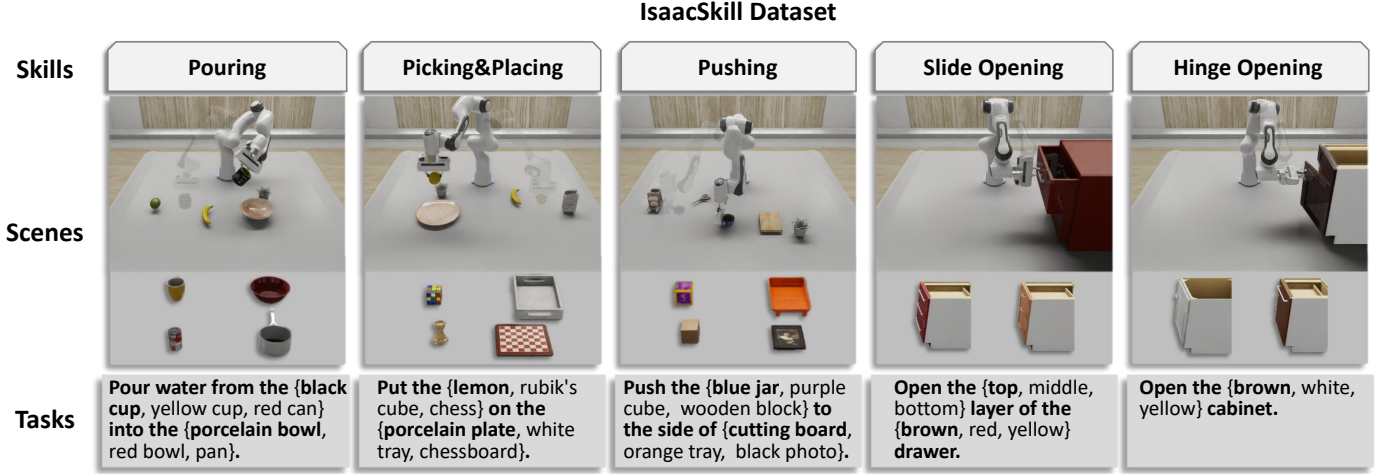 IsaacSkill Dataset
Skills
Pouring
Picking&Placing
Pushing
Slide Opening
Hinge Opening
Scenes
Tasks
Pour water from the {black
cup, yellow cup, red can}
into the {porcelain bowl,
red bowl, pan}.
Put the {lemon, rubik's
cube, chess} on the
{porcelain plate, white
tray, chessboard}.
Push the {blue jar, purple
cube, wooden block} to
the side of {cutting board,
orange tray, black photo}.
Open the {top, middle,
bottom} layer of the
{brown, red, yellow}
drawer.
Open the {brown, white,
yellow} cabinet.